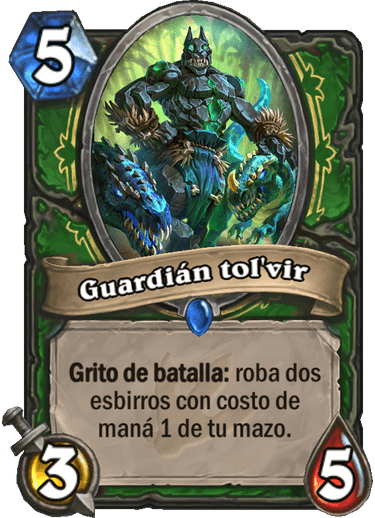 5
Guardián tol'vir
Grito de batalla: roba dos
esbirros con costo de
maná 1 de tu mazo.
3
5